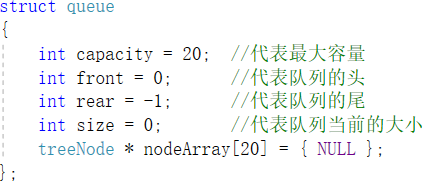 struct queue
{
int capacity = 20; //代表最大容量
int front = 0; //代表队列的头
int rear = -1; //代表队列的尾
int size = 0; //代表队列当前的大小
treeNode * nodeArray[20] = { NULL };
};